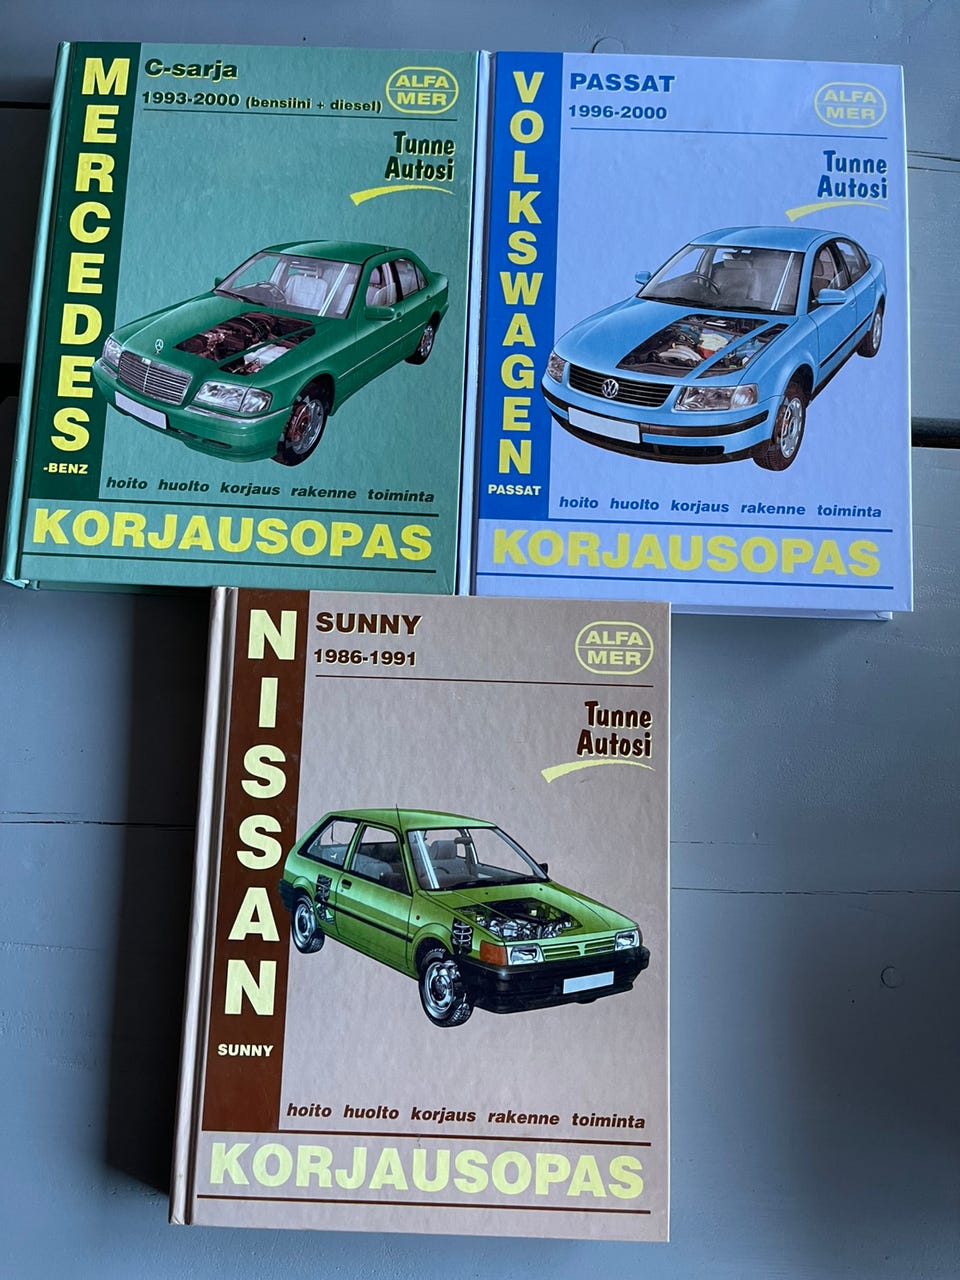 MERCEDES
-BENZ
C-sarja
1993-2000 (bensiini + diesel)
ALFA
MER
Tunne
Autosi
hoito huolto korjaus rakenne toiminta
KORJAUSOPAS
VOLKSWAGEN
PASSAT
PASSAT
1996-2000
ALFA
MER
Tunne
Autosi
hoito huolto korjaus rakenne toiminta
KORJAUSOPAS
NISSAN
SUNNY
SUNNY
1986-1991
ALFA
MER
Tunne
Autosi
hoito huolto korjaus rakenne toiminta
KORJAUSOPAS